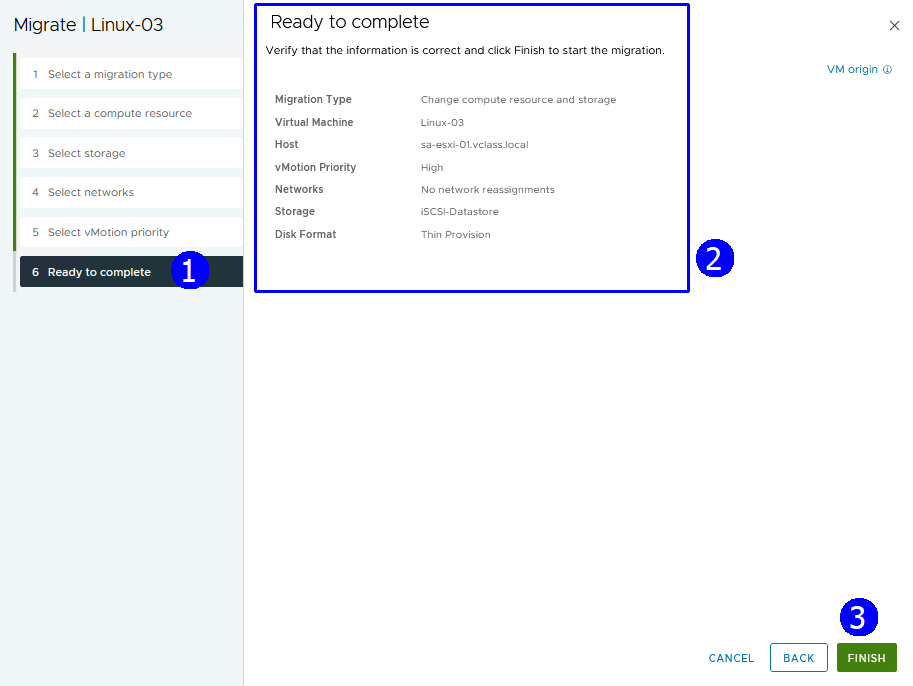 Migrate | Linux-03
1 Select a migration type
2 Select a compute resource
3 Select storage
4 Select networks
5 Select vMotion priority
6 Ready to complete
1
Ready to complete
Verify that the information is correct and click Finish to start the migration.
VM origin
Migration Type Change compute resource and storage
Virtual Machine Linux-03
Host sa-esxi-01.vclass.local
vMotion Priority High
Networks No network reassignments
Storage iSCSI-Datastore
Disk Format Thin Provision
2
3
CANCEL BACK FINISH